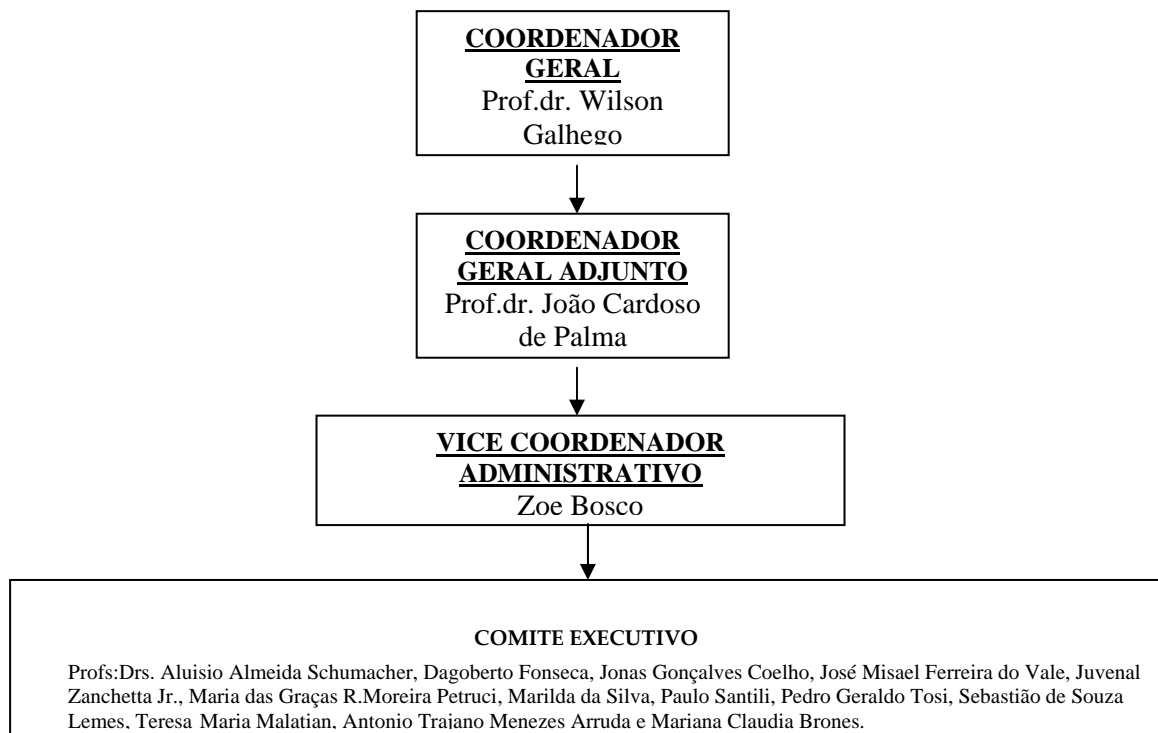 COORDENADOR
GERAL
Prof.dr. Wilson
Galhego
COORDENADOR
GERAL ADJUNTO
Prof.dr. João Cardoso
de Palma
VICE COORDENADOR
ADMINISTRATIVO
Zoe Bosco
COMITE EXECUTIVO
Profs:Drs. Aluisio Almeida Schumacher, Dagoberto Fonseca, Jonas Gonçalves Coelho, José Misael Ferreira do Vale, Juvenal
Zanchetta Jr., Maria das Graças R.Moreira Petruci, Marilda da Silva, Paulo Santili, Pedro Geraldo Tosi, Sebastião de Souza
Lemes, Teresa Maria Malatian, Antonio Trajano Menezes Arruda e Mariana Claudia Brones.